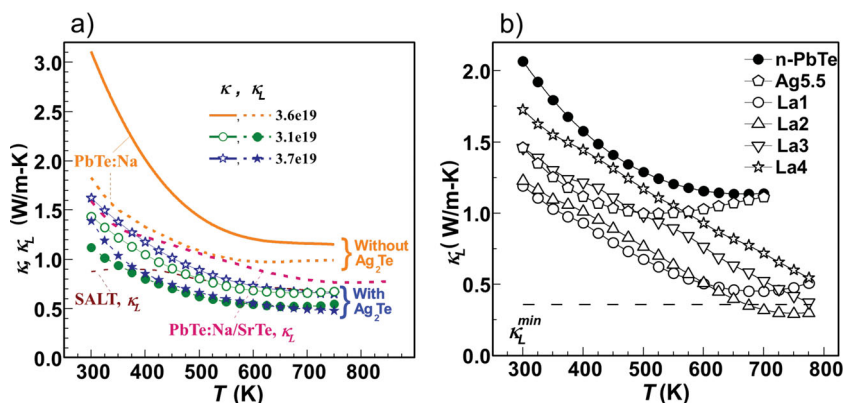 a)
κ, κL (W/m-K)
3.0
2.5
2.0
1.5
1.0
0.5
0.0
300 400 500 600 700 800
T (K)
κ , κL
3.6e19
3.1e19
3.7e19
PbTe:Na
Without
Ag2Te
With
Ag2Te
SALT, κL
PbTe:Na/SrTe, κL
b)
κL( W/m-K)
2.0
1.5
1.0
0.5
0.0
300 400 500 600 700 800
T (K)
n-PbTe
Ag5.5
La1
La2
La3
La4
κLmin